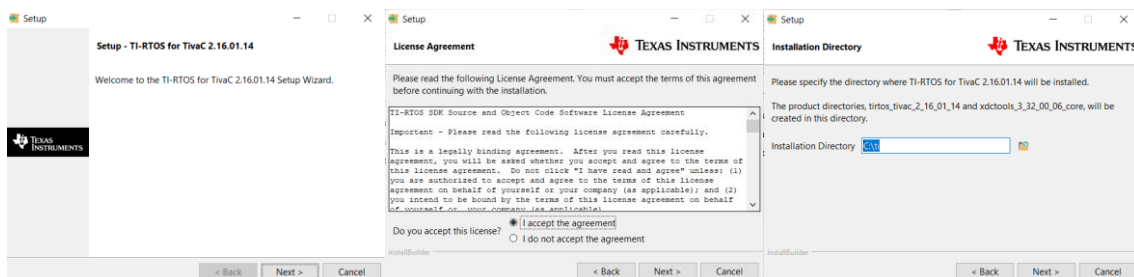 Setup
Setup - TI-RTOS for TivaC 2.16.01.14
Welcome to the TI-RTOS for TivaC 2.16.01.14 Setup Wizard.
TEXAS
INSTRUMENTS
< Back
Next >
Cancel
Setup
License Agreement
TEXAS INSTRUMENTS
Please read the following License Agreement. You must accept the terms of this agreement
before continuing with the installation.
TI-RTOS SDK Source and Object Code Software License Agreement
Important - Please read the following license agreement carefully.
This is a legally binding agreement. After you read this license
agreement, you will be asked whether you accept and agree to the terms of
this license agreement. Do not click "I have read and agree" unless: (1)
you are authorized to accept and agree to the terms of this license
agreement on behalf of yourself or your company (as applicable); and (2)
you intend to be bound by the terms of this license agreement on behalf
of yourself or your company (as applicable)
Do you accept this license?
I accept the agreement
I do not accept the agreement
InstallBuilder
< Back
Next >
Cancel
Setup
Installation Directory
TEXAS INSTRUMENTS
Please specify the directory where TI-RTOS for TivaC 2.16.01.14 will be installed.
The product directories, tirtos_tivac_2_16_01_14 and xdctools_3_32_00_06_core, will be
created in this directory.
Installation Directory C:\ti
InstallBuilder
< Back
Next >
Cancel